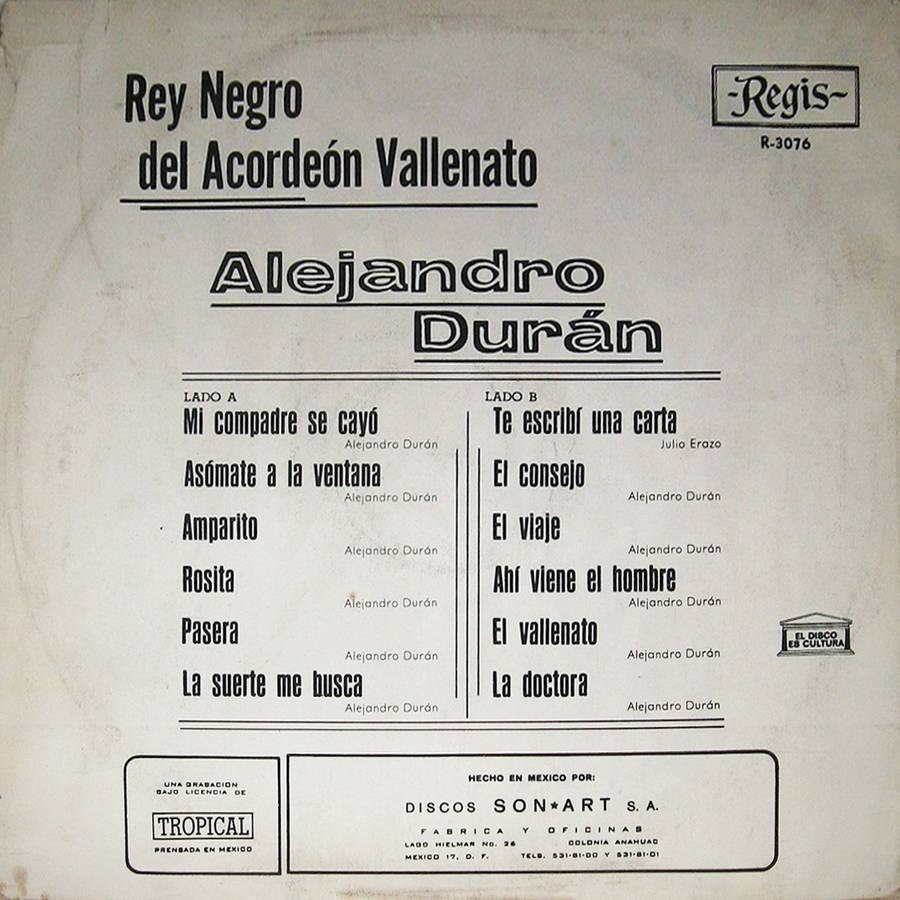 Rey Negro
del Acordeón Vallenato
-Regis-
R-3076
Alejandro
Durán
LADO A
Mi compadre se cayó
Alejandro Durán
Asómate a la ventana
Alejandro Durán
Amparito
Alejandro Durán
Rosita
Alejandro Durán
Pasera
Alejandro Durán
La suerte me busca
Alejandro Durán
LADO B
Te escribí una carta
Julio Erazo
El consejo
Alejandro Durán
El viaje
Alejandro Durán
Ahí viene el hombre
Alejandro Durán
El vallenato
Alejandro Durán
La doctora
Alejandro Durán
EL DISCO
ES CULTURA
UNA GRABACION
BAJO LICENCIA DE
TROPICAL
PRENSADA EN MEXICO
HECHO EN MEXICO POR:
DISCOS SON★ART S. A.
FABRICA Y OFICINAS
LAGO HIELMAR No. 26 COLONIA ANAHUAC
MEXICO 17, D. F. TELS. 531-81-00 Y 531-81-01